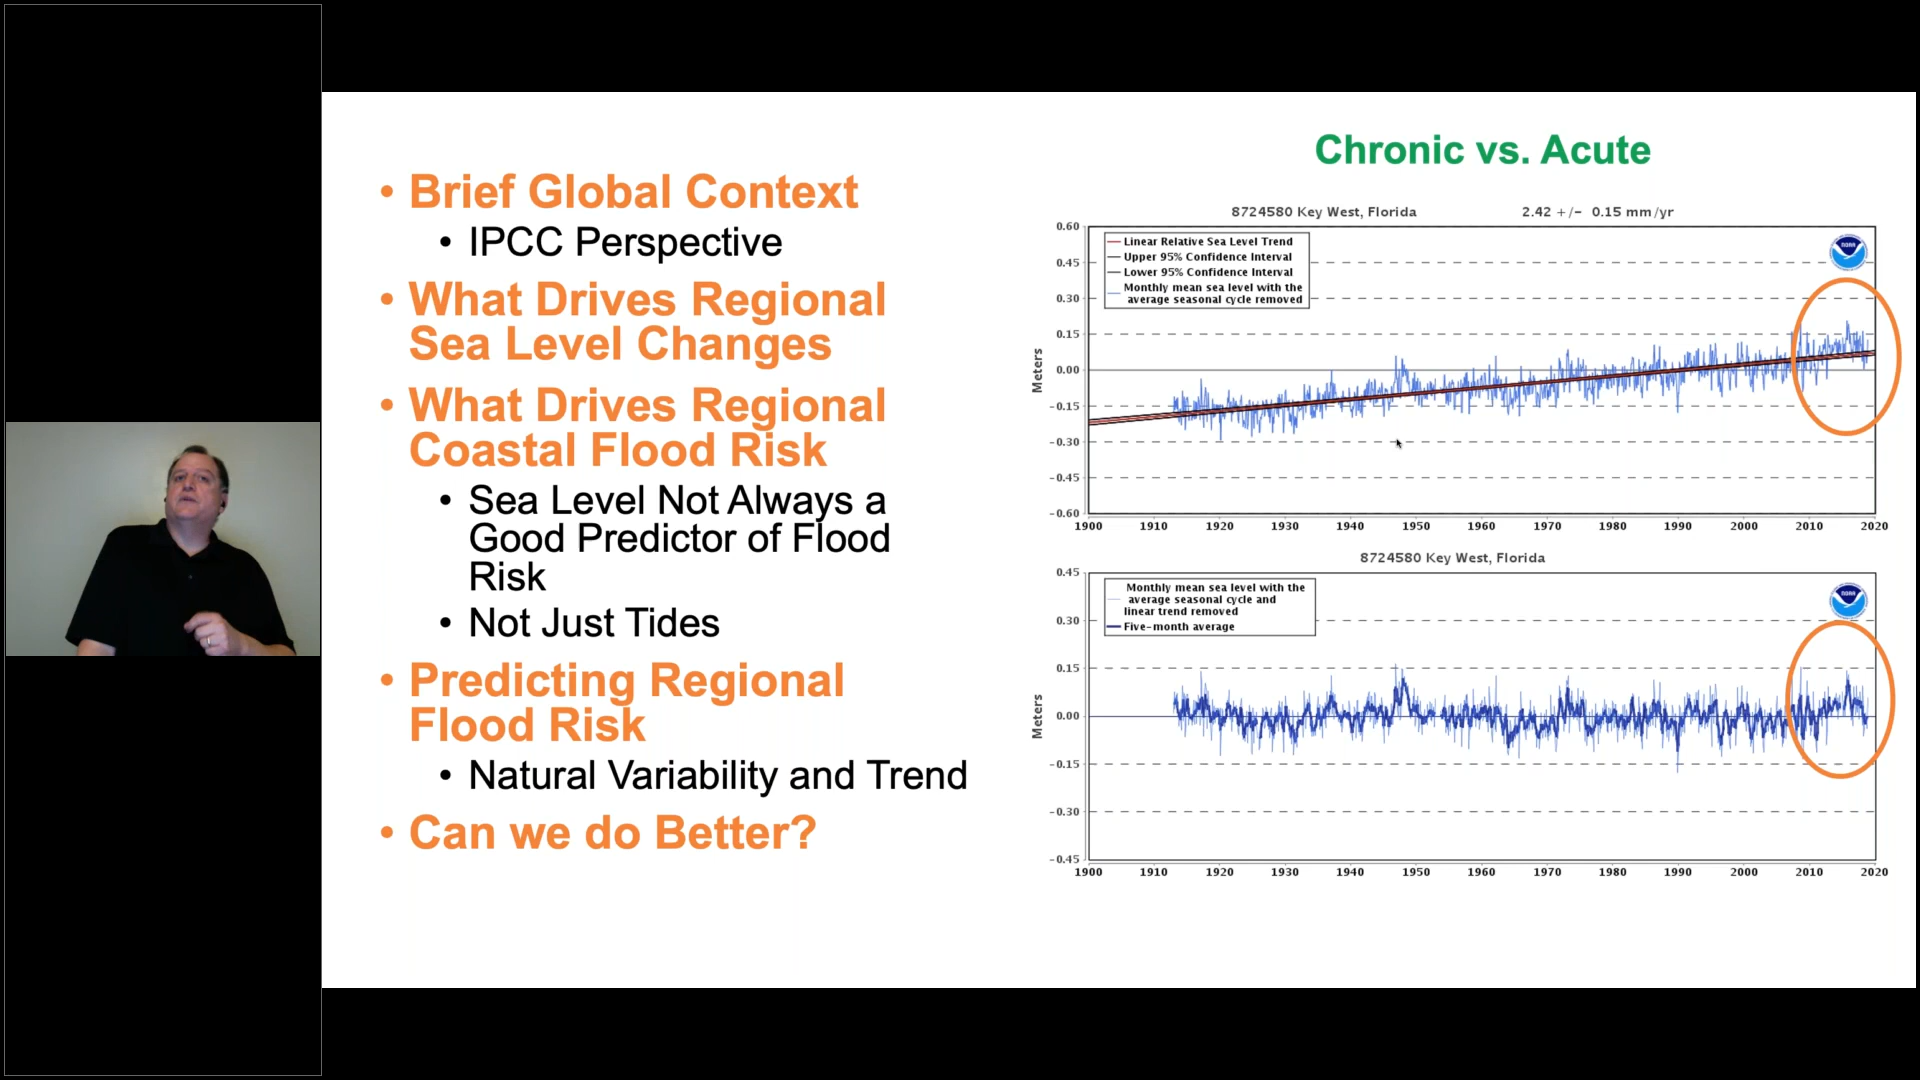 • Brief Global Context
• IPCC Perspective
• What Drives Regional
Sea Level Changes
• What Drives Regional
Coastal Flood Risk
• Sea Level Not Always a
Good Predictor of Flood
Risk
• Not Just Tides
• Predicting Regional
Flood Risk
• Natural Variability and Trend
• Can we do Better?
Chronic vs. Acute
8724580 Key West, Florida 2.42 +/- 0.15 mm/yr
Linear Relative Sea Level Trend
Upper 95% Confidence Interval
Lower 95% Confidence Interval
Monthly mean sea level with the
average seasonal cycle removed
NOAA
Meters
0.60
0.45
0.30
0.15
0.00
-0.15
-0.30
-0.45
-0.60
1900 1910 1920 1930 1940 1950 1960 1970 1980 1990 2000 2010 2020
8724580 Key West, Florida
Monthly mean sea level with the
average seasonal cycle and
linear trend removed
Five-month average
NOAA
Meters
0.45
0.30
0.15
0.00
-0.15
-0.30
-0.45
1900 1910 1920 1930 1940 1950 1960 1970 1980 1990 2000 2010 2020